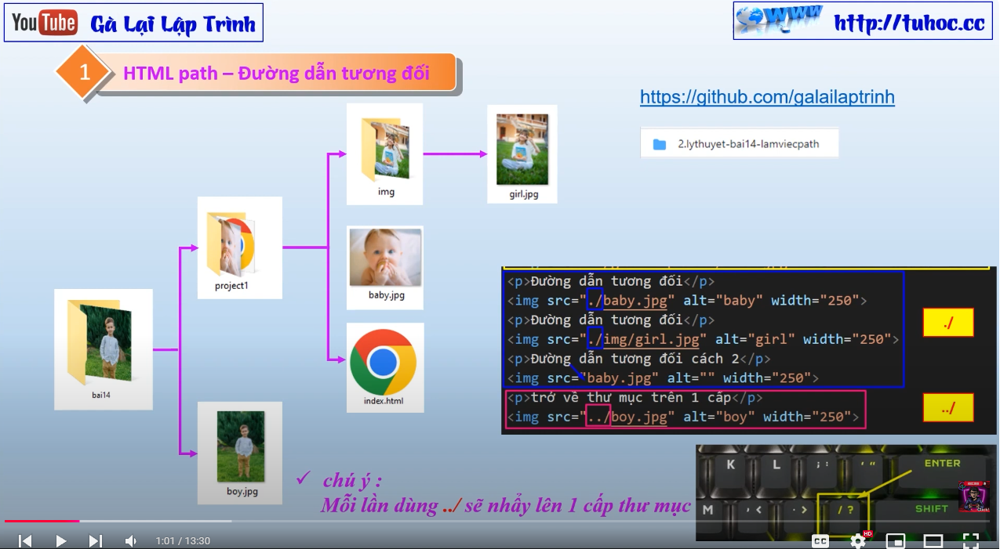 YouTube Gà Lại Lập Trình
WWW http://tuhoc.cc
1 HTML path – Đường dẫn tương đối
https://github.com/galailaptrinh
2.lythuyet-bai14-lamviecpath
img
girl.jpg
project1
baby.jpg
bai14
index.html
boy.jpg
<p>Đường dẫn tương đối</p>
<img src="./baby.jpg" alt="baby" width="250">
<p>Đường dẫn tương đối</p>
<img src="./img/girl.jpg" alt="girl" width="250">
<p>Đường dẫn tương đối cách 2</p>
<img src="baby.jpg" alt="" width="250">
<p>trở về thư mục trên 1 cấp</p>
<img src="../boy.jpg" alt="boy" width="250">
./
../
✓ chú ý :
Mỗi lần dùng ../ sẽ nhẩy lên 1 cấp thư mục
K L ; : ' " ENTER
M , < . > / ? SHIFT
1:01 / 13:30
CC HD